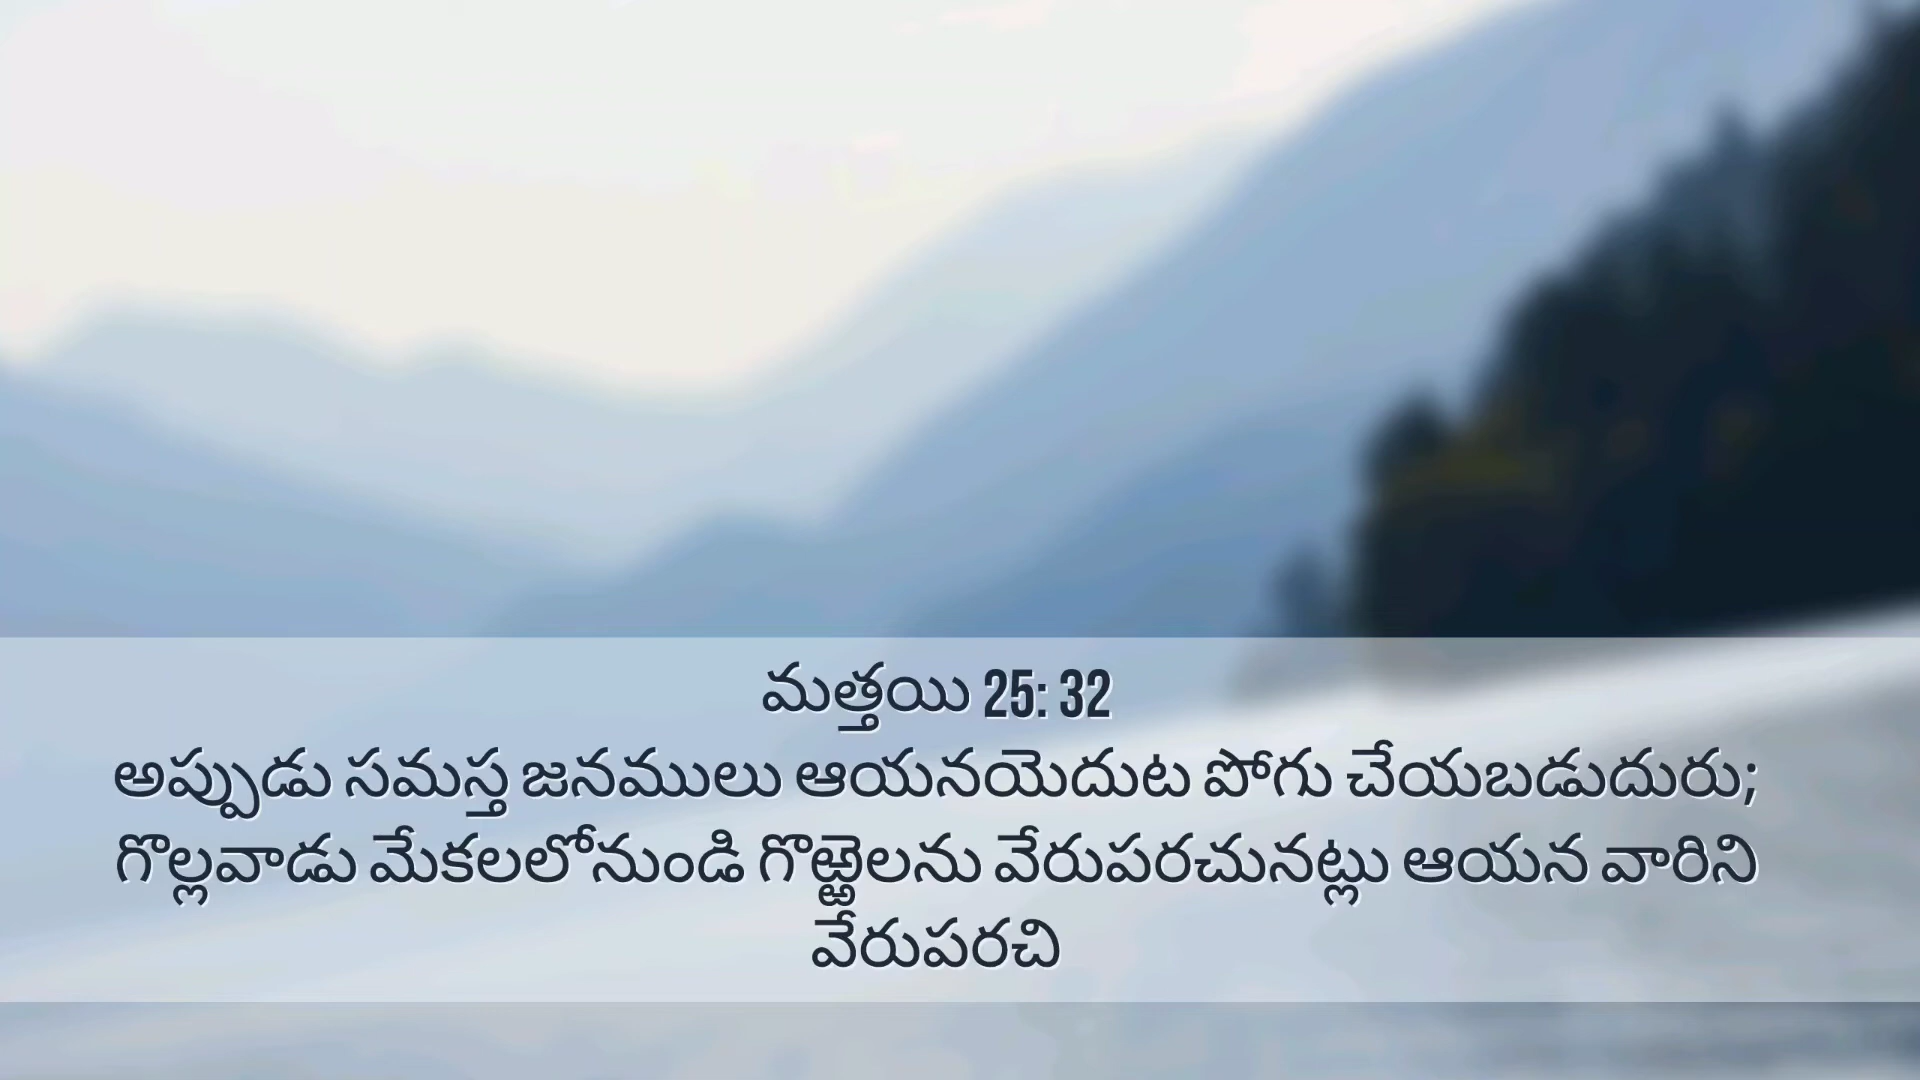 మత్తయి 25: 32
అప్పుడు సమస్త జనములు ఆయనయెదుట పోగు చేయబడుదురు;
గొల్లవాడు మేకలలోనుండి గొఱ్ఱెలను వేరుపరచునట్లు ఆయన వారిని
వేరుపరచి